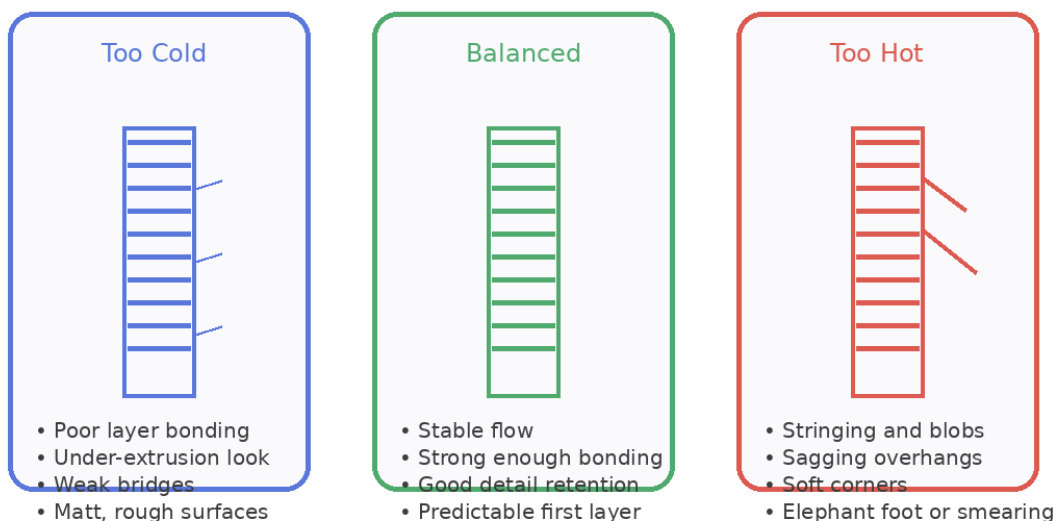 Too Cold
• Poor layer bonding
• Under-extrusion look
• Weak bridges
• Matt, rough surfaces
Balanced
• Stable flow
• Strong enough bonding
• Good detail retention
• Predictable first layer
Too Hot
• Stringing and blobs
• Sagging overhangs
• Soft corners
• Elephant foot or smearing